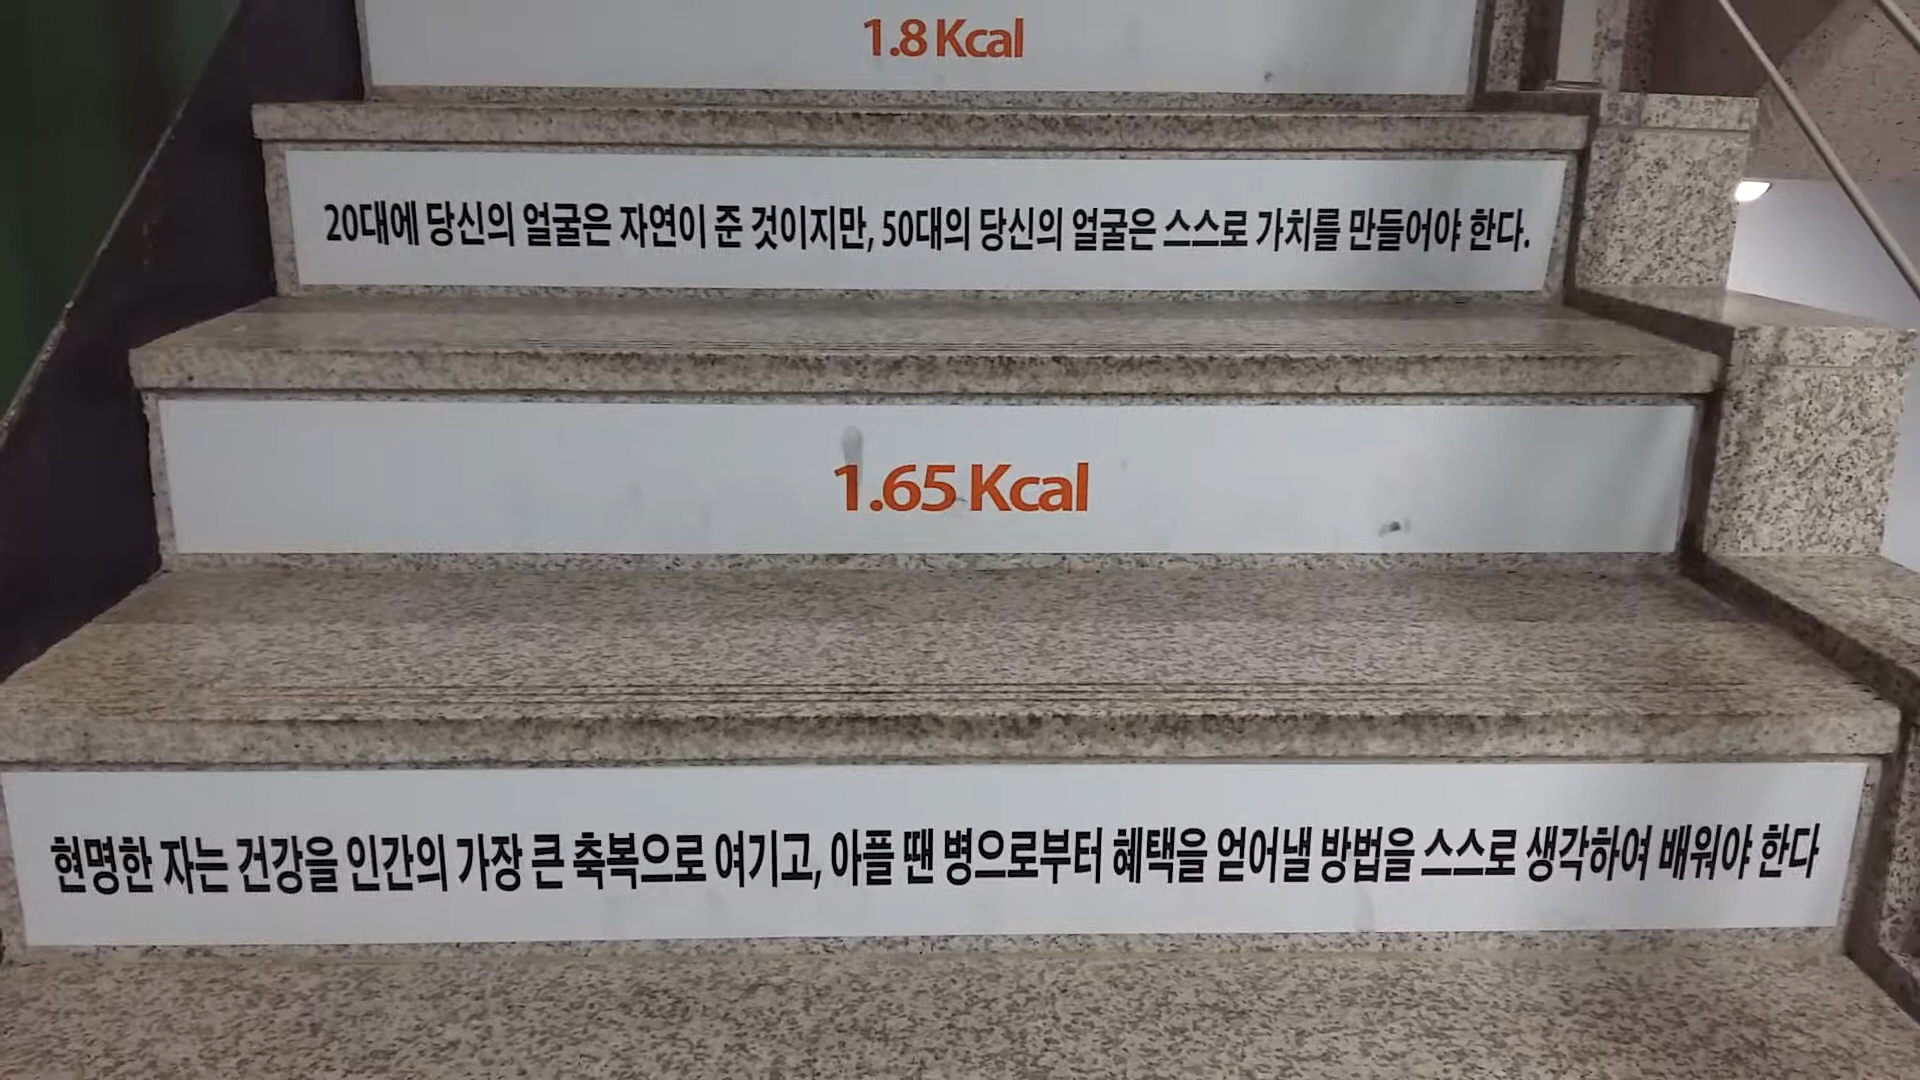 1.8 Kcal
20대에 당신의 얼굴은 자연이 준 것이지만, 50대의 당신의 얼굴은 스스로 가치를 만들어야 한다.
1.65 Kcal
현명한 자는 건강을 인간의 가장 큰 축복으로 여기고, 아플 땐 병으로부터 혜택을 얻어낼 방법을 스스로 생각하여 배워야 한다